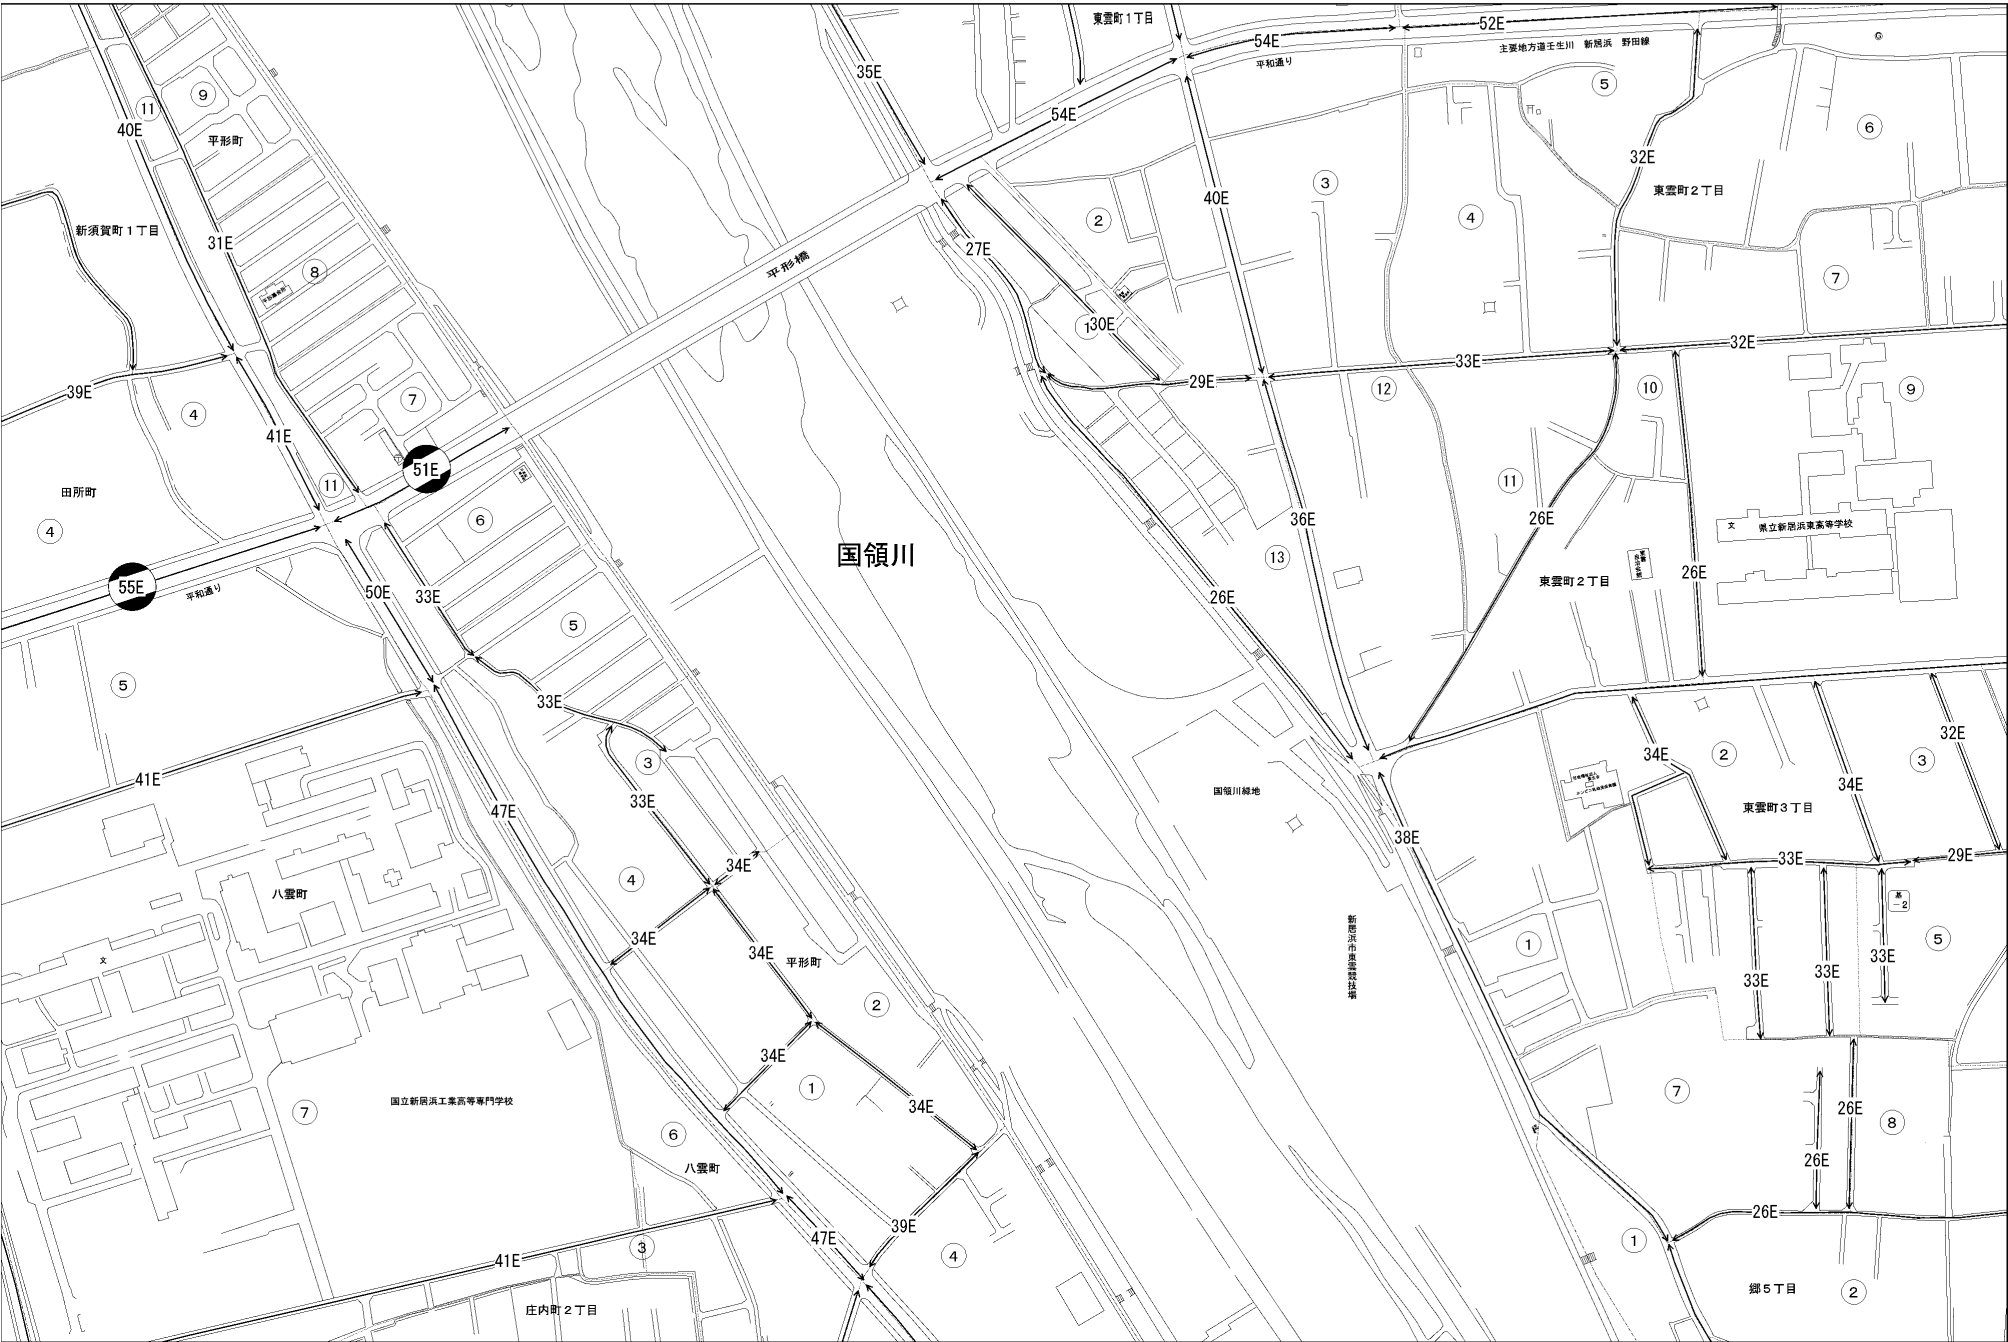 東雲町1丁目
52E
54E
主要地方道壬生川 新居浜 野田線
平和通り
35E
⑤
⑨
⑪
40E
平形町
54E
⑥
32E
③
東雲町2丁目
40E
②
④
新須賀町1丁目
31E
27E
⑧
平形橋
⑦
①
30E
32E
33E
29E
39E
④
⑦
⑫
⑩
⑨
41E
51E
⑪
⑪
田所町
④
⑥
36E
26E
文
県立新居浜東高等学校
国領川
⑬
55E
平和通り
50E
33E
26E
26E
東雲町2丁目
⑤
⑤
33E
41E
③
33E
47E
国領川緑地
34E
②
③
32E
34E
東雲町3丁目
38E
34E
33E
29E
④
八雲町
基-2
34E
34E
平形町
新居浜市東雲競技場
①
⑤
文
33E
33E
33E
②
34E
①
34E
国立新居浜工業高等専門学校
⑦
⑥
八雲町
⑦
26E
⑧
26E
39E
26E
47E
41E
③
④
①
郷5丁目
②
庄内町2丁目